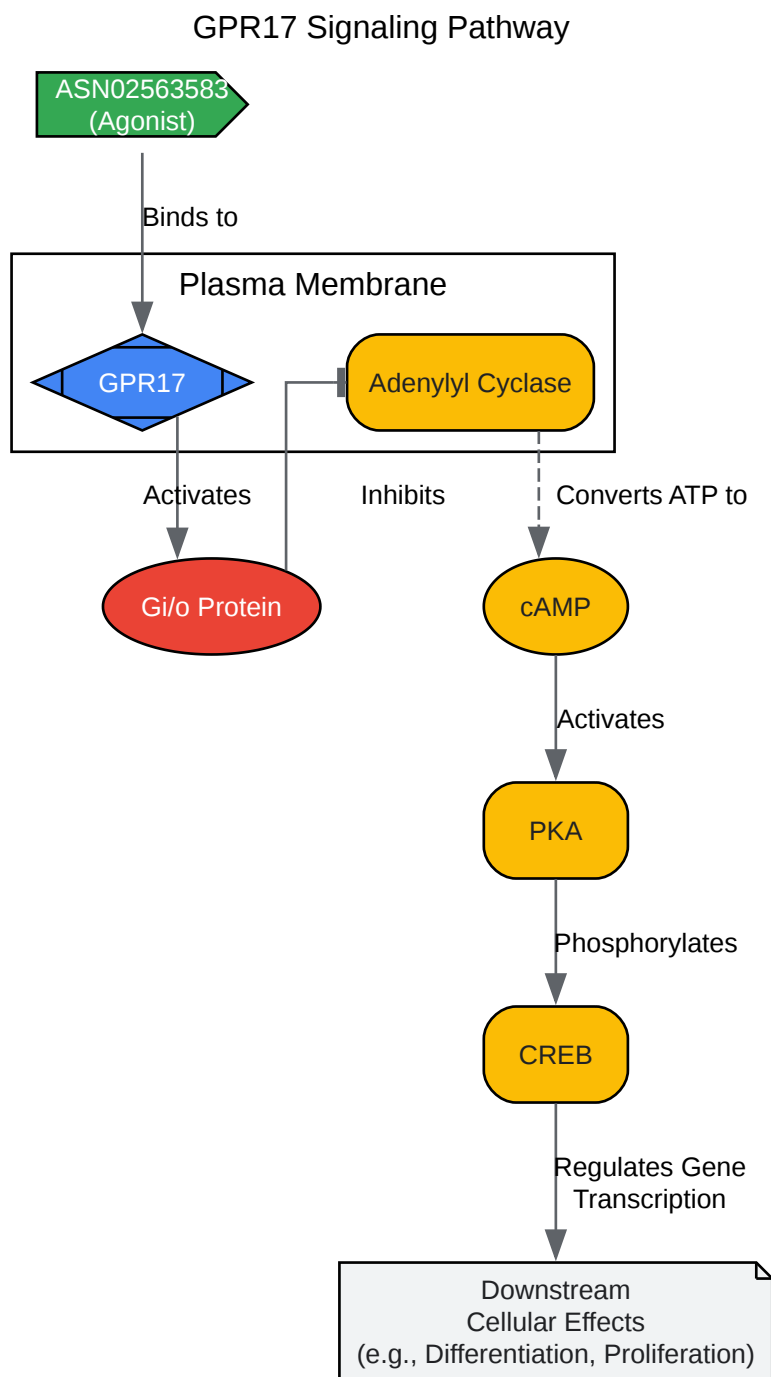 GPR17 Signaling Pathway
ASN02563583
(Agonist)
Binds to
Plasma Membrane
GPR17
Adenylyl Cyclase
Activates
Inhibits
Converts ATP to
Gi/o Protein
cAMP
Activates
PKA
Phosphorylates
CREB
Regulates Gene
Transcription
Downstream
Cellular Effects
(e.g., Differentiation, Proliferation)